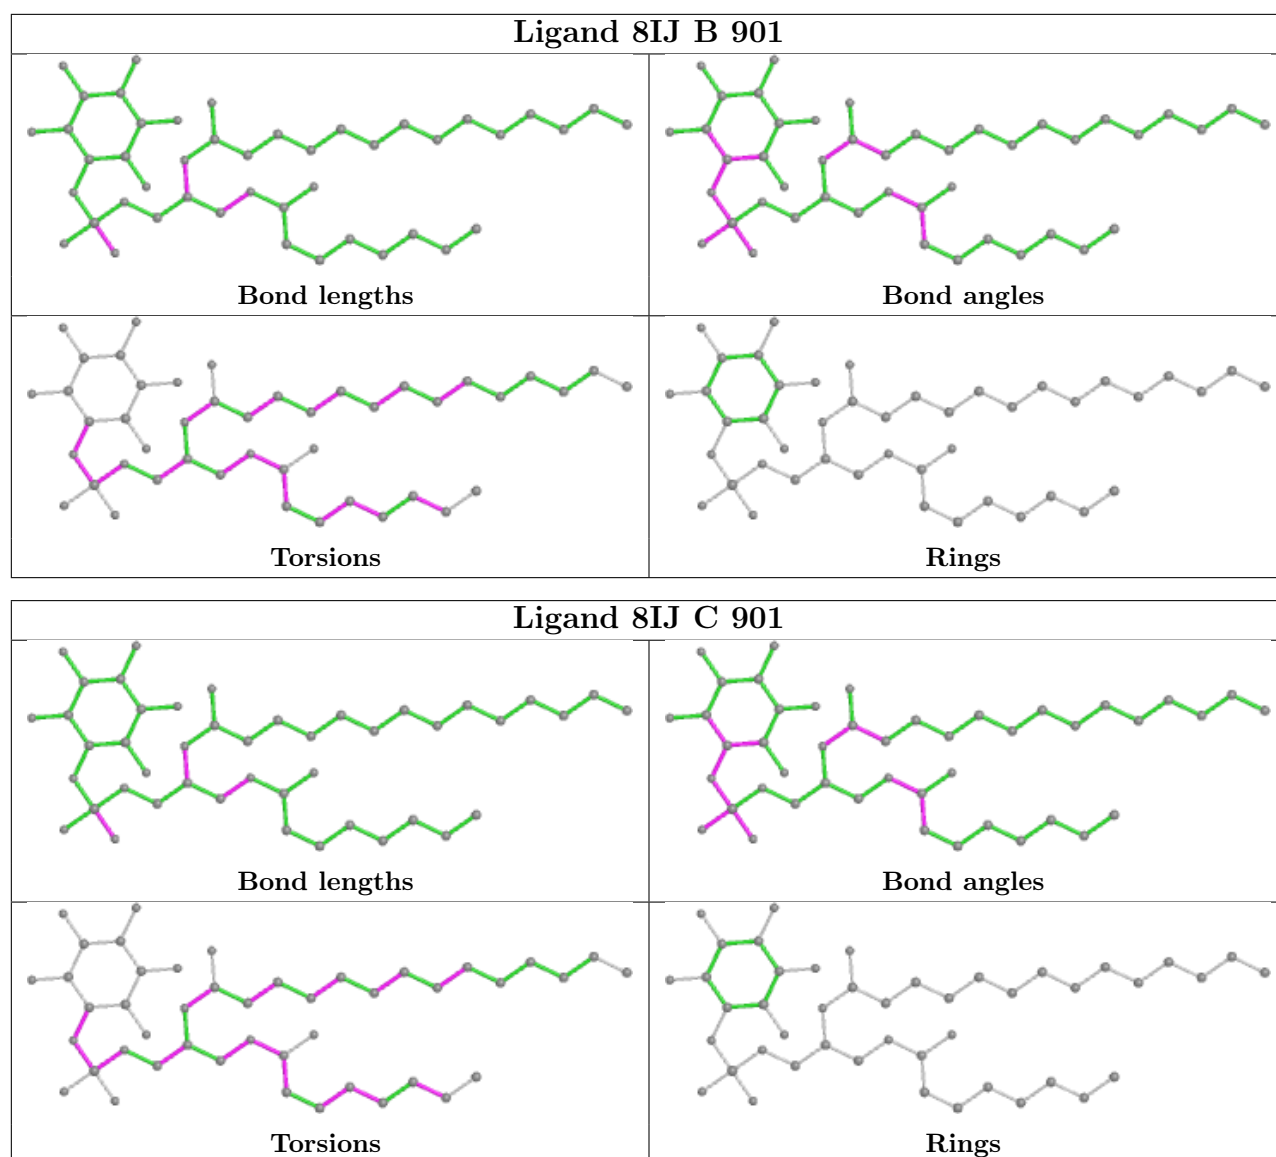 Ligand 8IJ B 901
Bond lengths
Bond angles
Torsions
Rings
Ligand 8IJ C 901
Bond lengths
Bond angles
Torsions
Rings